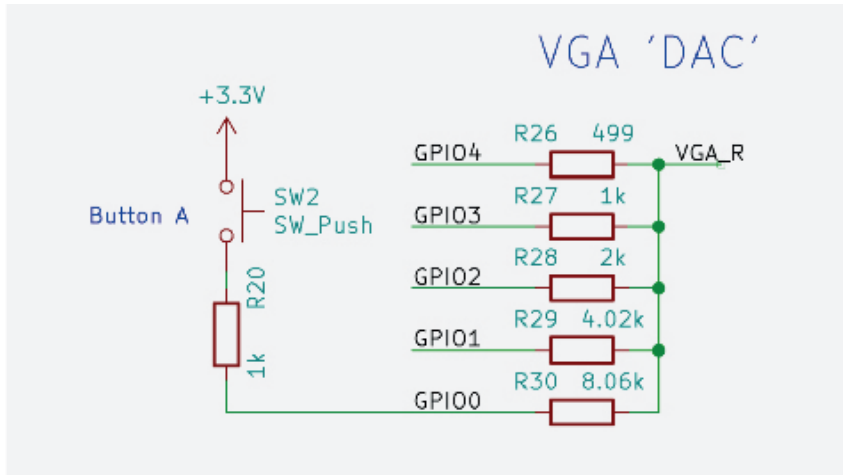 VGA 'DAC'
+3.3V
R26 499
GPIO4
VGA_R
R27 1k
GPIO3
SW2
SW_Push
Button A
R28 2k
GPIO2
R20
1k
R29 4.02k
GPIO1
R30 8.06k
GPIO0